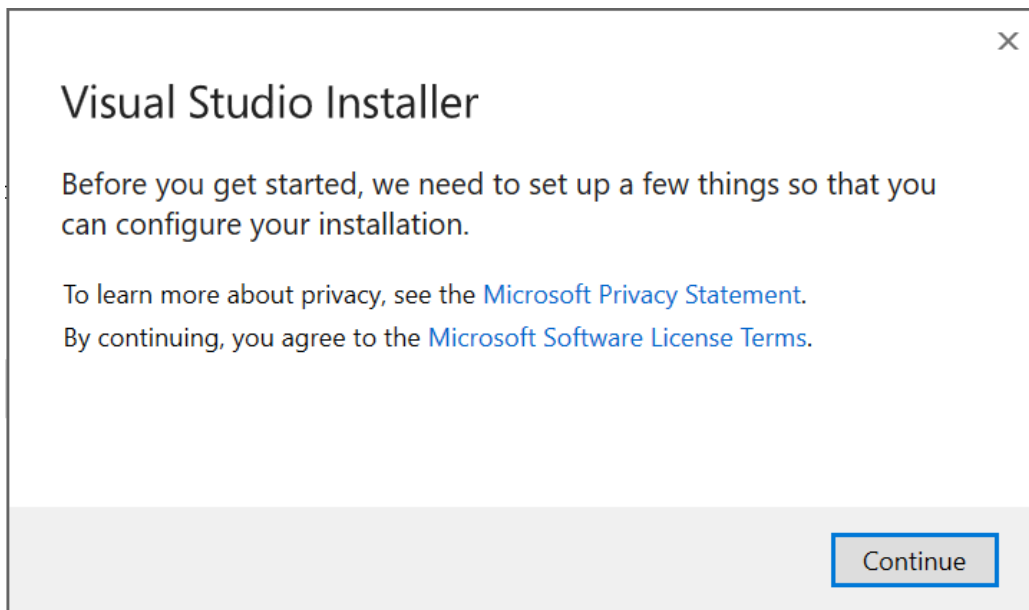 Visual Studio Installer
Before you get started, we need to set up a few things so that you
can configure your installation.
To learn more about privacy, see the Microsoft Privacy Statement.
By continuing, you agree to the Microsoft Software License Terms.
Continue